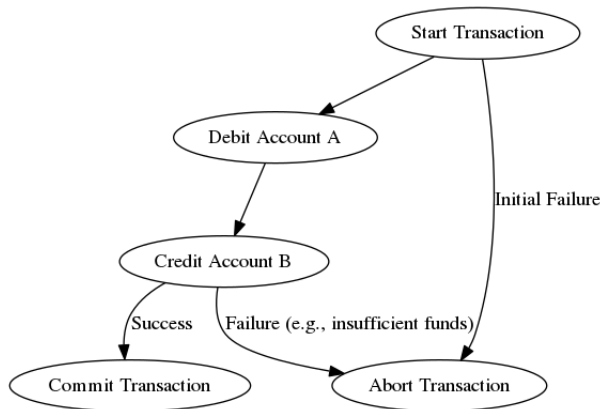 Start Transaction
Debit Account A
Initial Failure
Credit Account B
Success
Failure (e.g., insufficient funds)
Commit Transaction
Abort Transaction